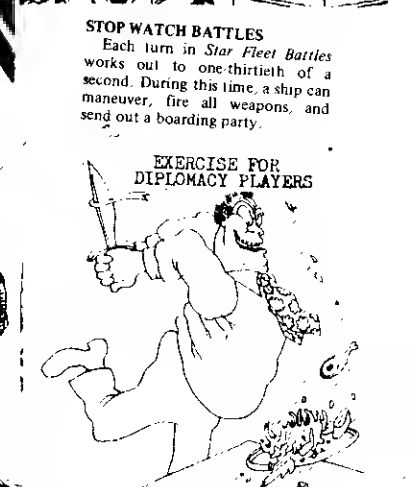 STOP WATCH BATTLES
Each turn in Star Fleet Battles
works out to one-thirtieth of a
second. During this time, a ship can
maneuver, fire all weapons, and
send out a boarding party.
EXERCISE FOR
DIPLOMACY PLAYERS